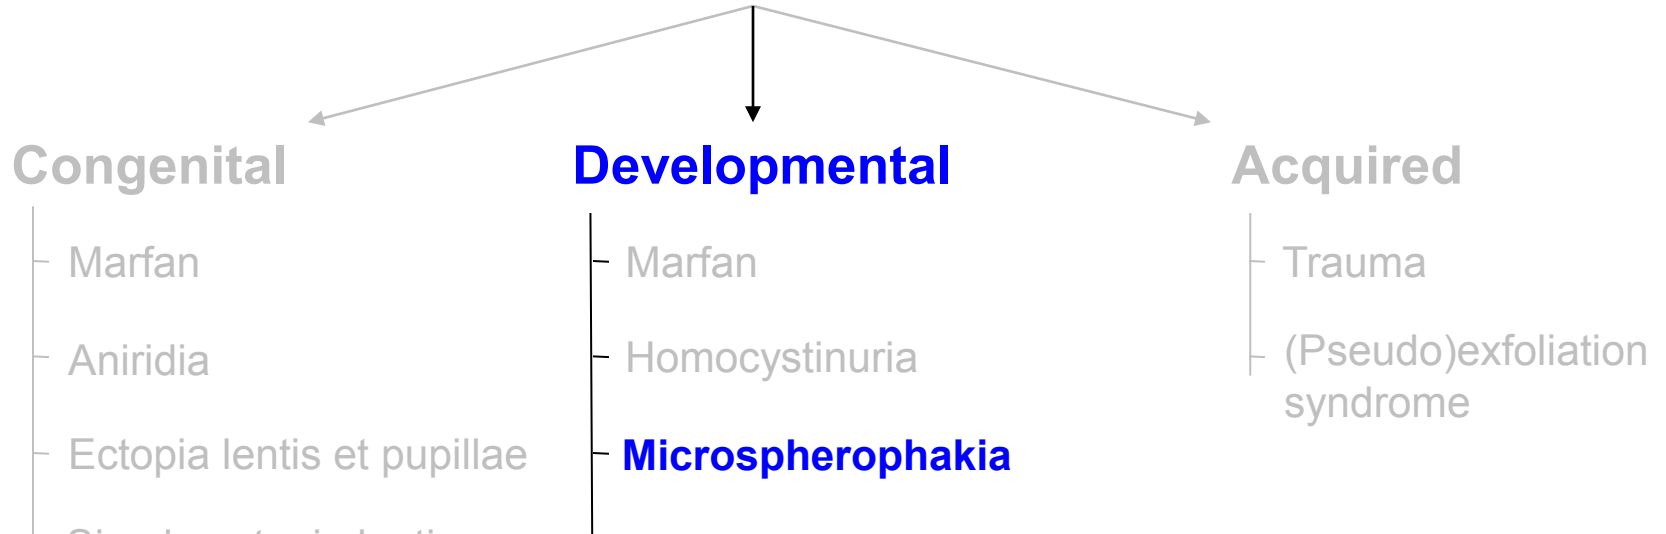 Congenital
Marfan
Aniridia
Ectopia lentis et pupillae
Developmental
Marfan
Homocystinuria
Microspherophakia
Acquired
Trauma
(Pseudo)exfoliation
syndrome